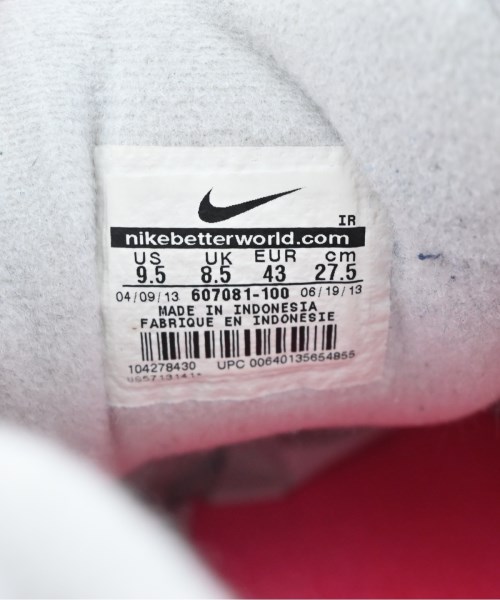 IR
nikebetterworld.com
US UK EUR cm
9.5 8.5 43 27.5
04/09/13 607081-100 06/19/13
MADE IN INDONESIA
FABRIQUE EN INDONESIE
104278430 UPC 00640135654855